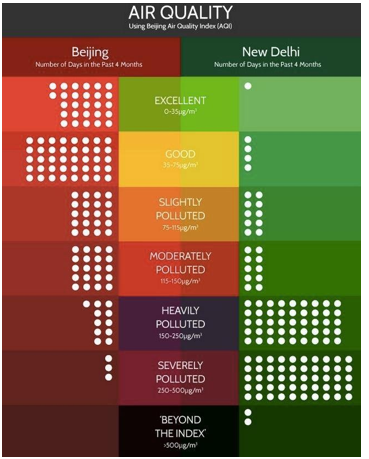 AIR QUALITY
Using Beijing Air Quality Index (AQI)
Beijing
Number of Days in the Past 4 Months
New Delhi
Number of Days in the Past 4 Months
EXCELLENT
0-35µg/m³
GOOD
35-75µg/m³
SLIGHTLY
POLLUTED
75-115µg/m³
MODERATELY
POLLUTED
115-150µg/m³
HEAVILY
POLLUTED
150-250µg/m³
SEVERELY
POLLUTED
250-500µg/m³
'BEYOND
THE INDEX'
>500µg/m³